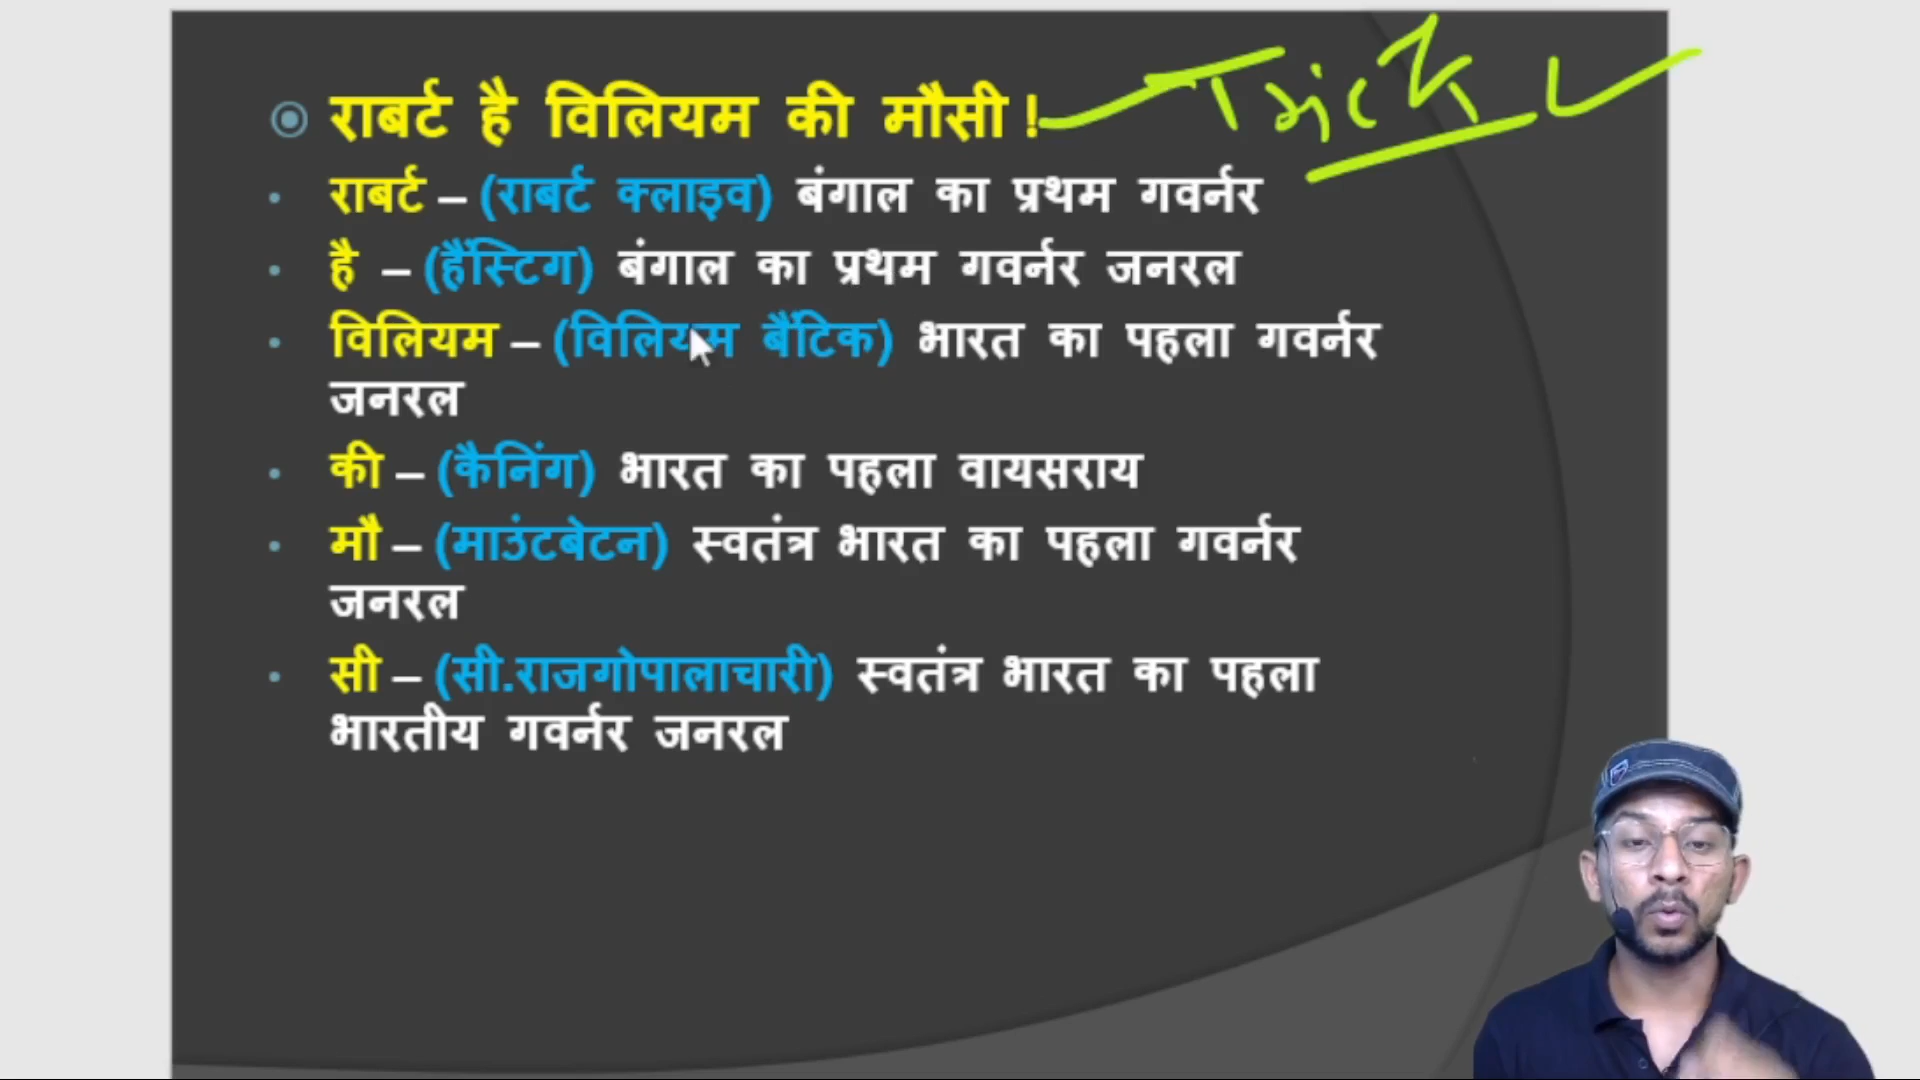 राबर्ट है विलियम की मौसी ! Trick
राबर्ट – (राबर्ट क्लाइव) बंगाल का प्रथम गवर्नर
है – (हैंस्टिग) बंगाल का प्रथम गवर्नर जनरल
विलियम – (विलियम बैंटिक) भारत का पहला गवर्नर
जनरल
की – (कैनिंग) भारत का पहला वायसराय
मौ – (माउंटबेटन) स्वतंत्र भारत का पहला गवर्नर
जनरल
सी – (सी.राजगोपालाचारी) स्वतंत्र भारत का पहला
भारतीय गवर्नर जनरल